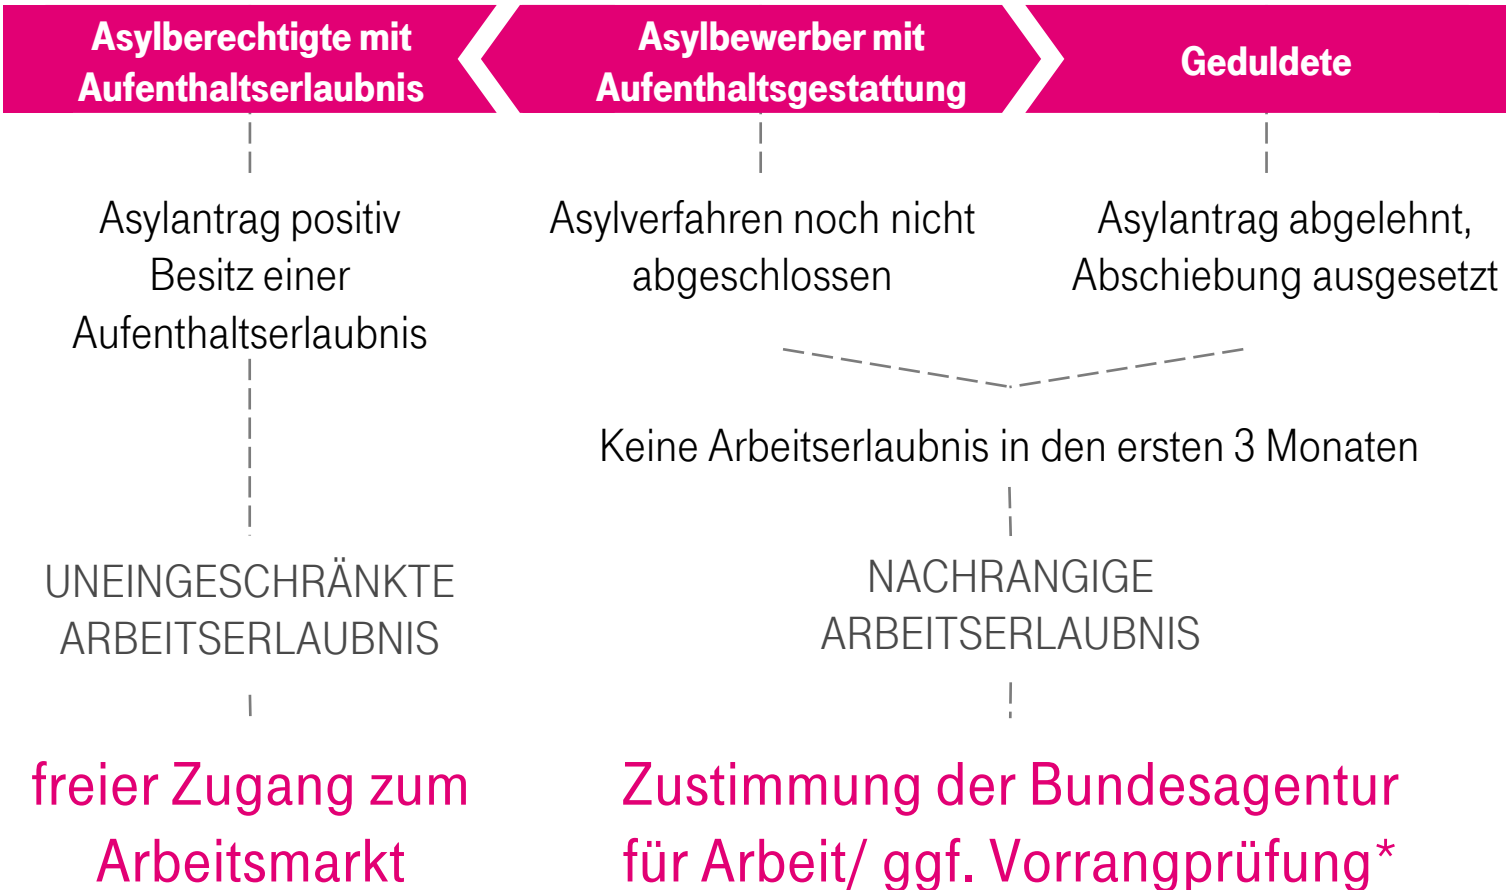 Asylberechtigte mit
Aufenthaltserlaubnis
Asylbewerber mit
Aufenthaltsgestattung
Geduldete
Asylantrag positiv
Besitz einer
Aufenthaltserlaubnis
Asylverfahren noch nicht
abgeschlossen
Asylantrag abgelehnt,
Abschiebung ausgesetzt
Keine Arbeitserlaubnis in den ersten 3 Monaten
UNEINGESCHRÄNKTE
ARBEITSERLAUBNIS
NACHRANGIGE
ARBEITSERLAUBNIS
freier Zugang zum
Arbeitsmarkt
Zustimmung der Bundesagentur
für Arbeit/ ggf. Vorrangprüfung*